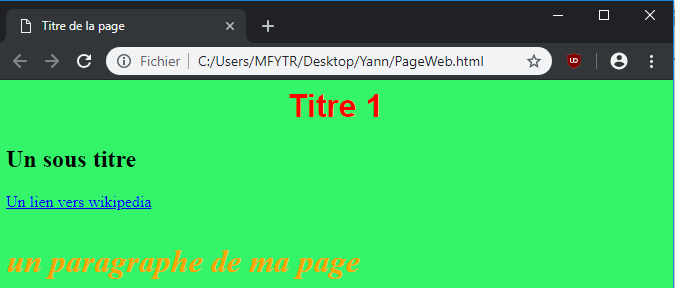 Titre de la page
Fichier | C:/Users/MFYTR/Desktop/Yann/PageWeb.html
Titre 1
Un sous titre
Un lien vers wikipedia
un paragraphe de ma page